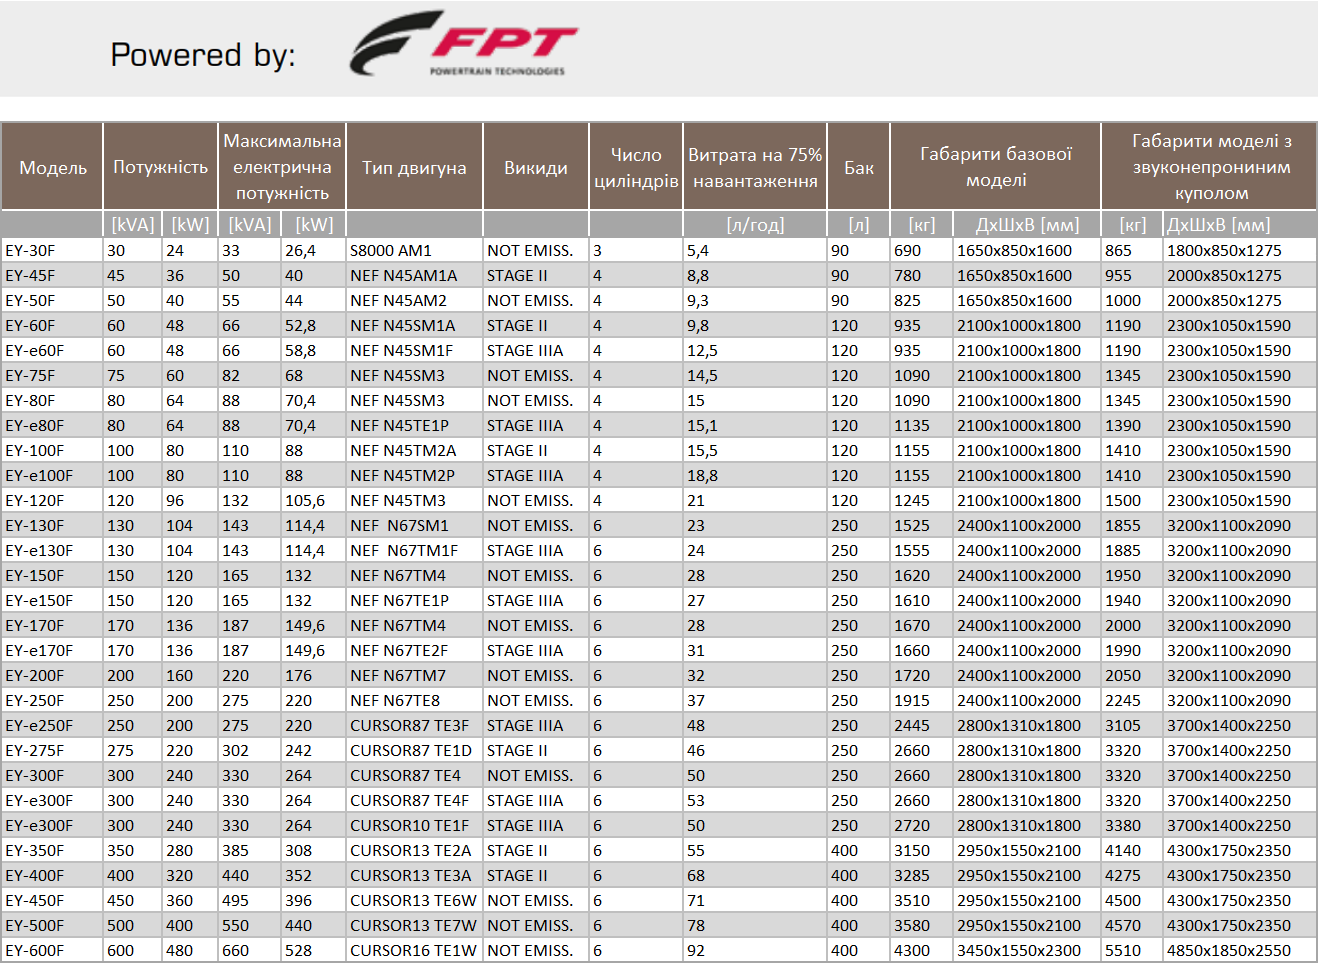 Powered by:
FPT
POWERTRAIN TECHNOLOGIES
Модель Потужність Максимальна електрична потужність Тип двигуна Викиди Число циліндрів Витрата на 75% навантаження Бак Габарити базової моделі Габарити моделі з звуконепрониним куполом
[kVA] [kW] [kVA] [kW] [л/год] [л] [кг] ДхШхВ [мм] [кг] ДхШхВ [мм]
EY-30F 30 24 33 26,4 S8000 AM1 NOT EMISS. 3 5,4 90 690 1650x850x1600 865 1800x850x1275
EY-45F 45 36 50 40 NEF N45AM1A STAGE II 4 8,8 90 780 1650x850x1600 955 2000x850x1275
EY-50F 50 40 55 44 NEF N45AM2 NOT EMISS. 4 9,3 90 825 1650x850x1600 1000 2000x850x1275
EY-60F 60 48 66 52,8 NEF N45SM1A STAGE II 4 9,8 120 935 2100x1000x1800 1190 2300x1050x1590
EY-e60F 60 48 66 58,8 NEF N45SM1F STAGE IIIA 4 12,5 120 935 2100x1000x1800 1190 2300x1050x1590
EY-75F 75 60 82 68 NEF N45SM3 NOT EMISS. 4 14,5 120 1090 2100x1000x1800 1345 2300x1050x1590
EY-80F 80 64 88 70,4 NEF N45SM3 NOT EMISS. 4 15 120 1090 2100x1000x1800 1345 2300x1050x1590
EY-e80F 80 64 88 70,4 NEF N45TE1P STAGE IIIA 4 15,1 120 1135 2100x1000x1800 1390 2300x1050x1590
EY-100F 100 80 110 88 NEF N45TM2A STAGE II 4 15,5 120 1155 2100x1000x1800 1410 2300x1050x1590
EY-e100F 100 80 110 88 NEF N45TM2P STAGE IIIA 4 18,8 120 1155 2100x1000x1800 1410 2300x1050x1590
EY-120F 120 96 132 105,6 NEF N45TM3 NOT EMISS. 4 21 120 1245 2100x1000x1800 1500 2300x1050x1590
EY-130F 130 104 143 114,4 NEF N67SM1 NOT EMISS. 6 23 250 1525 2400x1100x2000 1855 3200x1100x2090
EY-e130F 130 104 143 114,4 NEF N67TM1F STAGE IIIA 6 24 250 1555 2400x1100x2000 1885 3200x1100x2090
EY-150F 150 120 165 132 NEF N67TM4 NOT EMISS. 6 28 250 1620 2400x1100x2000 1950 3200x1100x2090
EY-e150F 150 120 165 132 NEF N67TE1P STAGE IIIA 6 27 250 1610 2400x1100x2000 1940 3200x1100x2090
EY-170F 170 136 187 149,6 NEF N67TM4 NOT EMISS. 6 28 250 1670 2400x1100x2000 2000 3200x1100x2090
EY-e170F 170 136 187 149,6 NEF N67TE2F STAGE IIIA 6 31 250 1660 2400x1100x2000 1990 3200x1100x2090
EY-200F 200 160 220 176 NEF N67TM7 NOT EMISS. 6 32 250 1720 2400x1100x2000 2050 3200x1100x2090
EY-250F 250 200 275 220 NEF N67TE8 NOT EMISS. 6 37 250 1915 2400x1100x2000 2245 3200x1100x2090
EY-e250F 250 200 275 220 CURSOR87 TE3F STAGE IIIA 6 48 250 2445 2800x1310x1800 3105 3700x1400x2250
EY-275F 275 220 302 242 CURSOR87 TE1D STAGE II 6 46 250 2660 2800x1310x1800 3320 3700x1400x2250
EY-300F 300 240 330 264 CURSOR87 TE4 NOT EMISS. 6 50 250 2660 2800x1310x1800 3320 3700x1400x2250
EY-e300F 300 240 330 264 CURSOR87 TE4F STAGE IIIA 6 53 250 2660 2800x1310x1800 3320 3700x1400x2250
EY-e300F 300 240 330 264 CURSOR10 TE1F STAGE IIIA 6 50 250 2720 2800x1310x1800 3380 3700x1400x2250
EY-350F 350 280 385 308 CURSOR13 TE2A STAGE II 6 55 400 3150 2950x1550x2100 4140 4300x1750x2350
EY-400F 400 320 440 352 CURSOR13 TE3A STAGE II 6 68 400 3285 2950x1550x2100 4275 4300x1750x2350
EY-450F 450 360 495 396 CURSOR13 TE6W NOT EMISS. 6 71 400 3510 2950x1550x2100 4500 4300x1750x2350
EY-500F 500 400 550 440 CURSOR13 TE7W NOT EMISS. 6 78 400 3580 2950x1550x2100 4570 4300x1750x2350
EY-600F 600 480 660 528 CURSOR16 TE1W NOT EMISS. 6 92 400 4300 3450x1550x2300 5510 4850x1850x2550